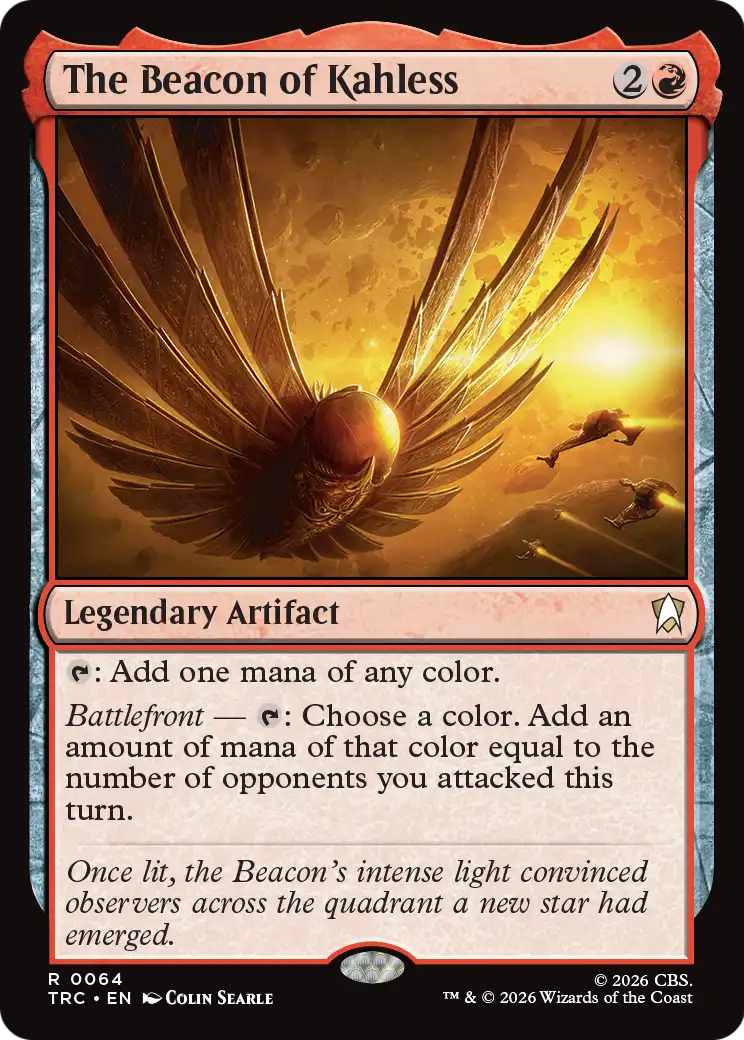 The Beacon of Kahless 2
Legendary Artifact
: Add one mana of any color.
Battlefront — : Choose a color. Add an
amount of mana of that color equal to the
number of opponents you attacked this
turn.
Once lit, the Beacon's intense light convinced
observers across the quadrant a new star had
emerged.
R 0064
TRC • EN Colin Searle
© 2026 CBS.
™ & © 2026 Wizards of the Coast